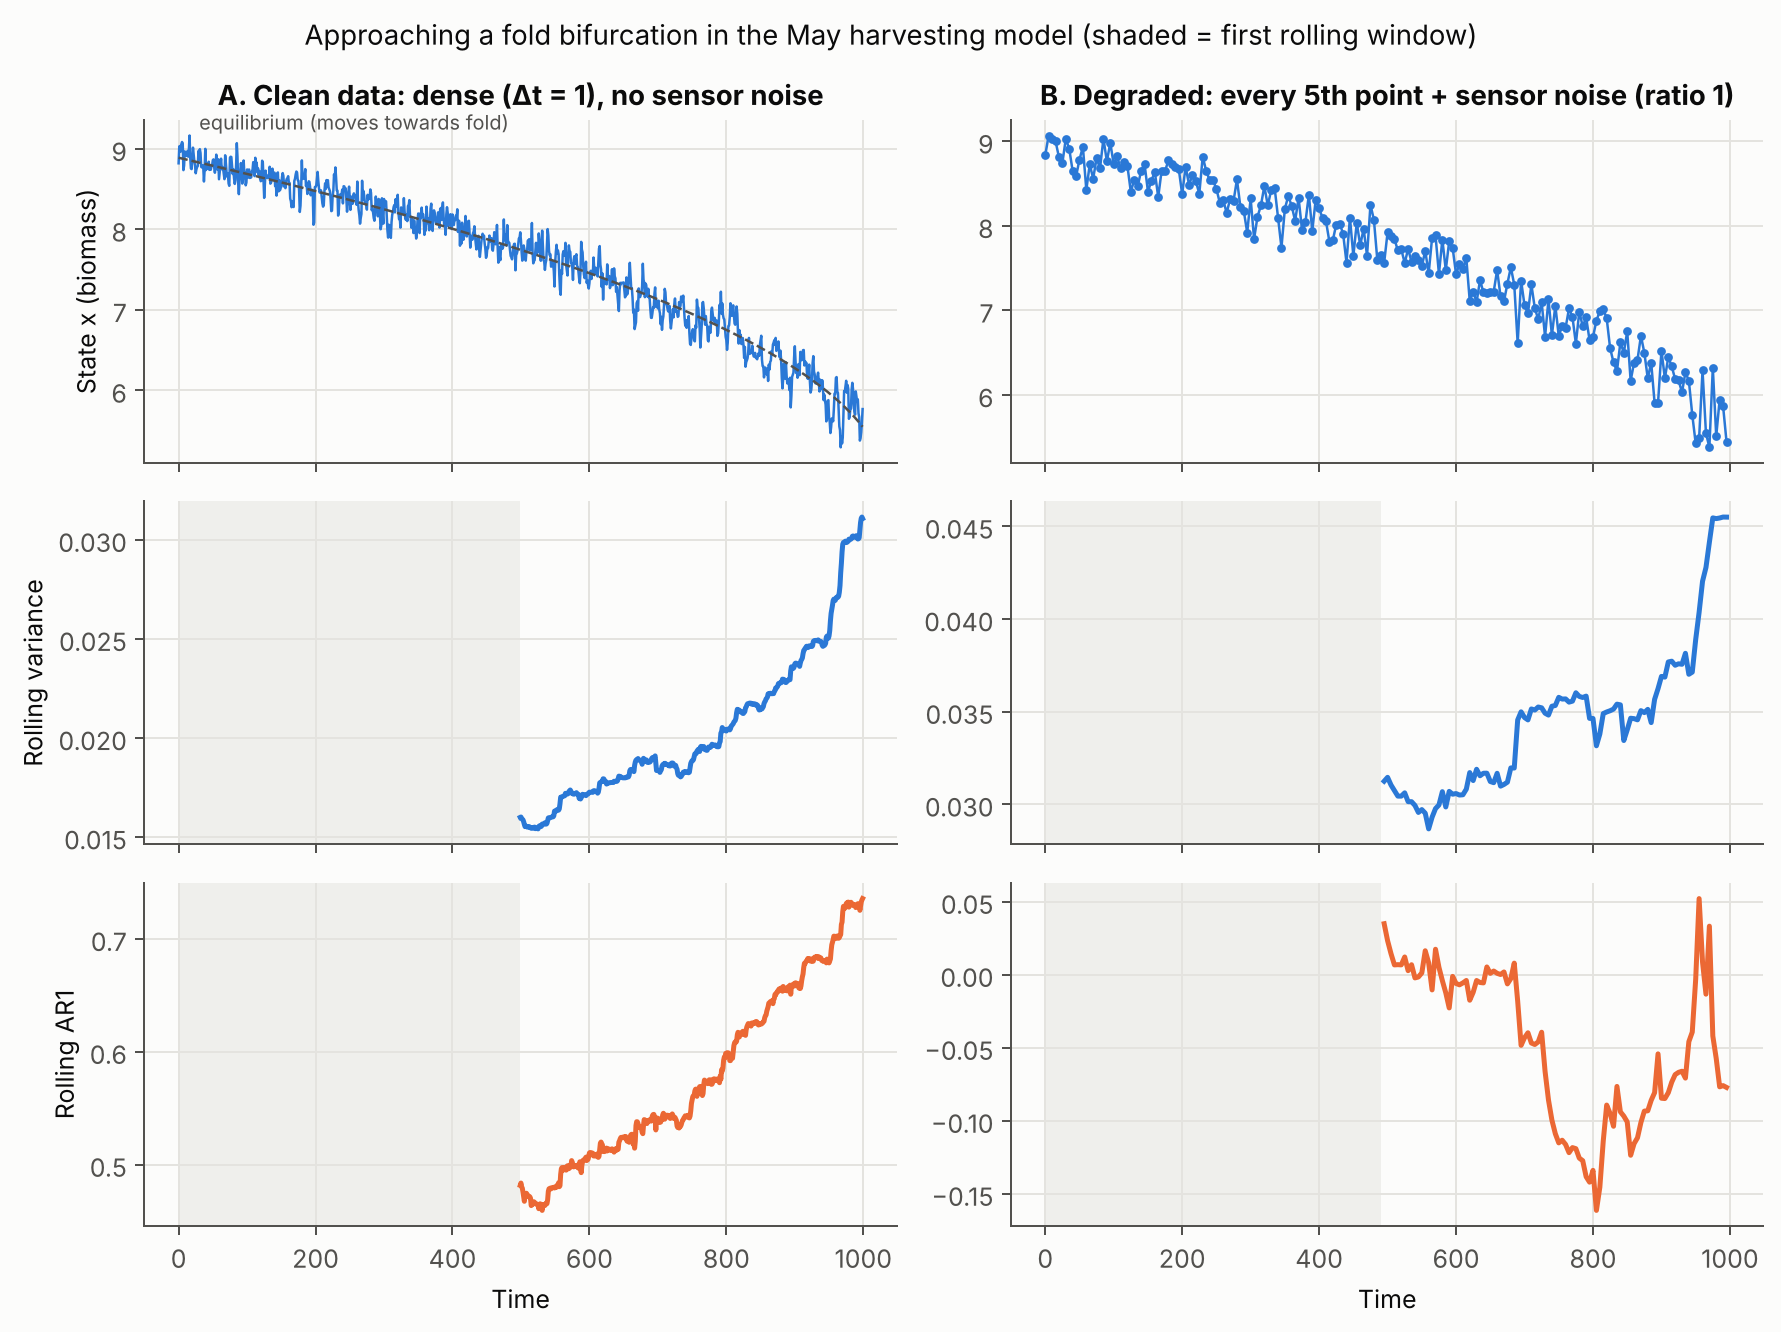 Approaching a fold bifurcation in the May harvesting model (shaded = first rolling window)
A. Clean data: dense (Δt = 1), no sensor noise
B. Degraded: every 5th point + sensor noise (ratio 1)
equilibrium (moves towards fold)
State x (biomass)
9
8
7
6
9
8
7
6
Rolling variance
0.030
0.025
0.020
0.015
0.045
0.040
0.035
0.030
Rolling AR1
0.7
0.6
0.5
0.05
0.00
−0.05
−0.10
−0.15
0 200 400 600 800 1000
0 200 400 600 800 1000
Time
Time